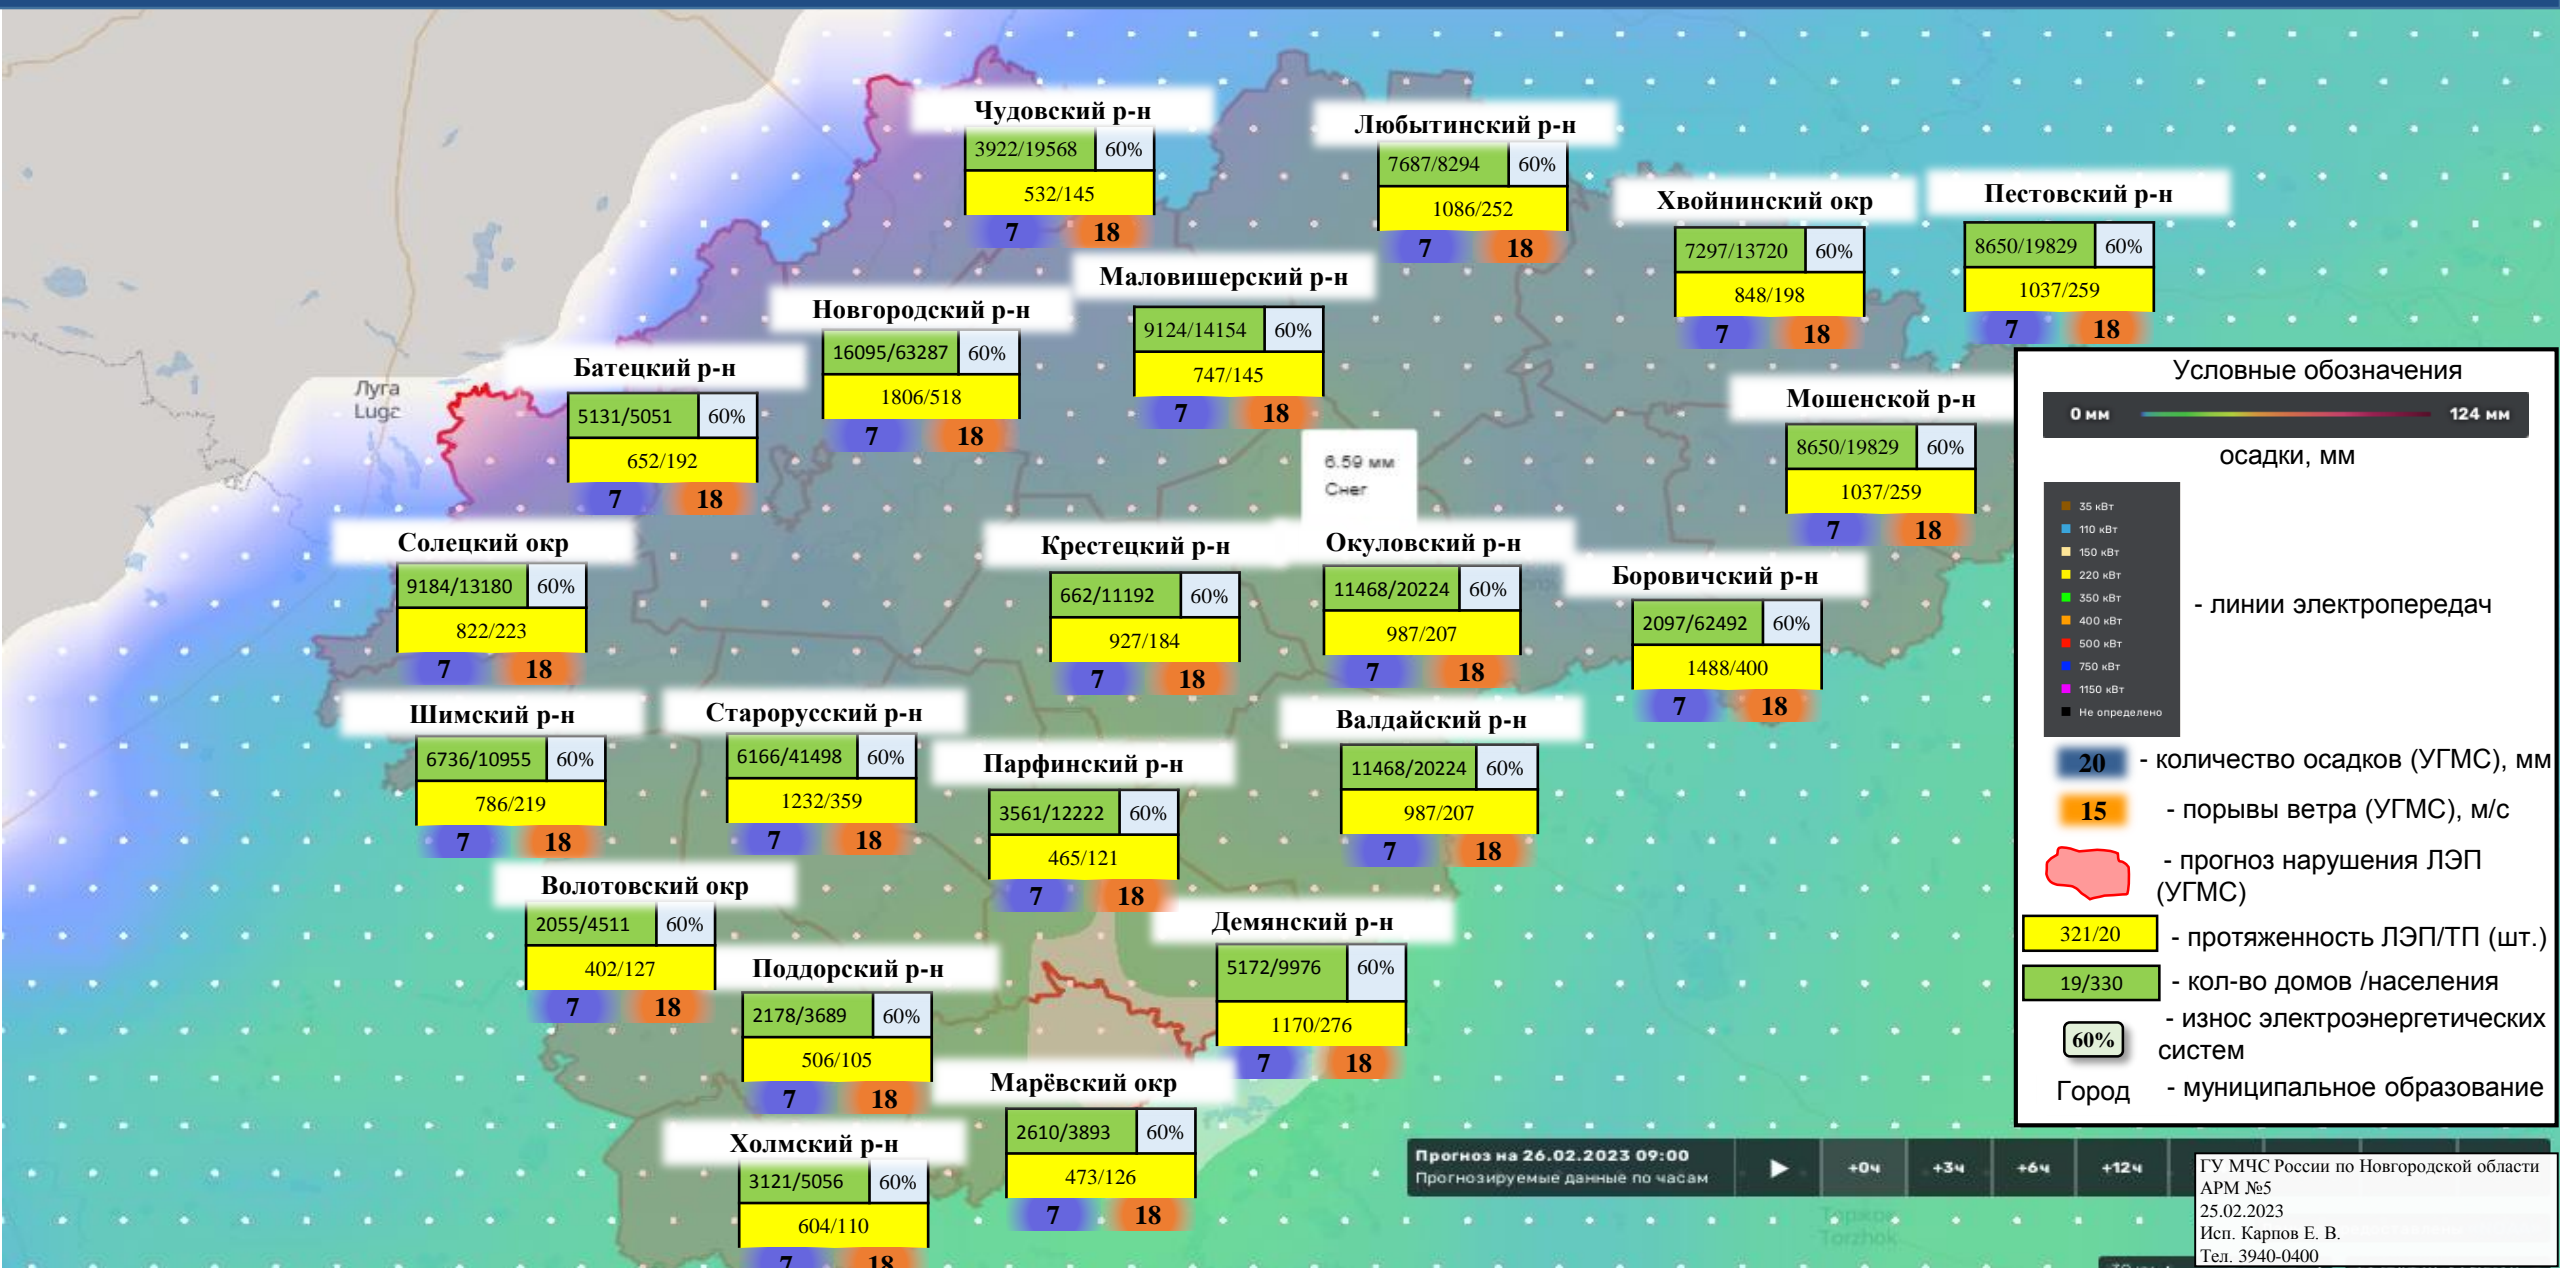 Чудовский р-н
3922/19568 60%
532/145
7 18
Любытинский р-н
7687/8294 60%
1086/252
7 18
Хвойнинский окр
7297/13720 60%
848/198
7 18
Пестовский р-н
8650/19829 60%
1037/259
7 18
Маловишерский р-н
9124/14154 60%
747/145
7 18
Новгородский р-н
16095/63287 60%
1806/518
7 18
Батецкий р-н
5131/5051 60%
652/192
7 18
Луга
Luga
Мошенской р-н
8650/19829 60%
1037/259
7 18
6.59 мм
Снег
Солецкий окр
9184/13180 60%
822/223
7 18
Крестецкий р-н
662/11192 60%
927/184
7 18
Окуловский р-н
11468/20224 60%
987/207
7 18
Боровичский р-н
2097/62492 60%
1488/400
7 18
Шимский р-н
6736/10955 60%
786/219
7 18
Старорусский р-н
6166/41498 60%
1232/359
7 18
Парфинский р-н
3561/12222 60%
465/121
7 18
Валдайский р-н
11468/20224 60%
987/207
7 18
Волотовский окр
2055/4511 60%
402/127
7 18
Поддорский р-н
2178/3689 60%
506/105
7 18
Демянский р-н
5172/9976 60%
1170/276
7 18
Марёвский окр
2610/3893 60%
473/126
7 18
Холмский р-н
3121/5056 60%
604/110
7 18
Условные обозначения
0 мм 124 мм
осадки, мм
35 кВт
110 кВт
150 кВт
220 кВт
350 кВт
400 кВт
500 кВт
750 кВт
1150 кВт
Не определено
- линии электропередач
20 - количество осадков (УГМС), мм
15 - порывы ветра (УГМС), м/с
- прогноз нарушения ЛЭП
(УГМС)
321/20 - протяженность ЛЭП/ТП (шт.)
19/330 - кол-во домов /населения
60% - износ электроэнергетических
систем
Город - муниципальное образование
Прогноз на 26.02.2023 09:00
Прогнозируемые данные по часам
+0ч +3ч +6ч +12ч
Торжок
Torzhok
ГУ МЧС России по Новгородской области
АРМ №5
25.02.2023
Исп. Карпов Е. В.
Тел. 3940-0400